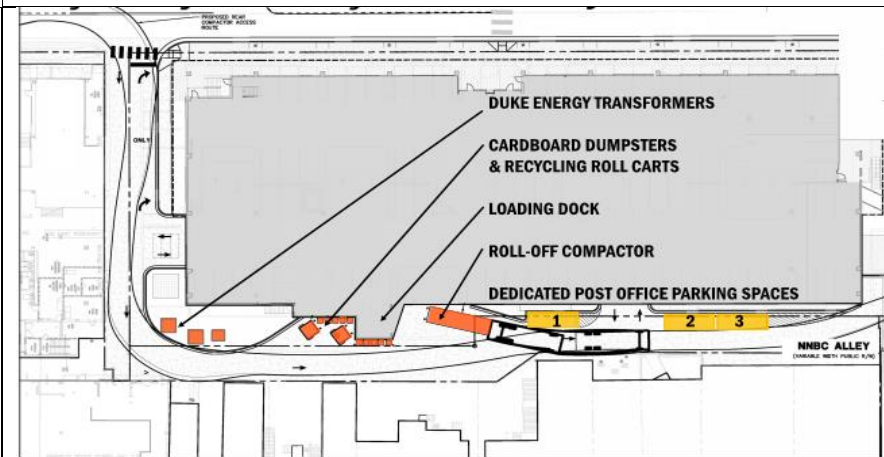 PROPOSED REAR
COMPACTOR ACCESS
ROUTE
DUKE ENERGY TRANSFORMERS
CARDBOARD DUMPSTERS
& RECYCLING ROLL CARTS
ONLY
LOADING DOCK
ROLL-OFF COMPACTOR
DEDICATED POST OFFICE PARKING SPACES
1
2
3
NNBC ALLEY
(VARIABLE WIDTH PUBLIC R/W)